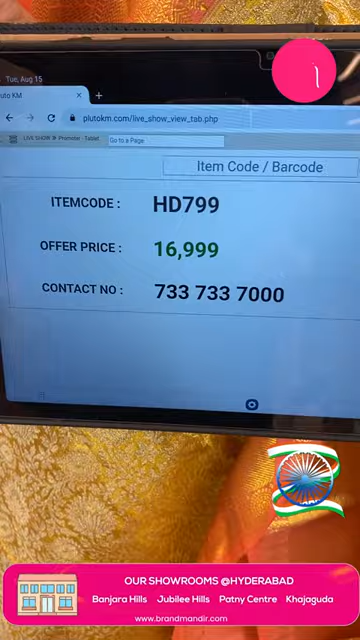 Tue, Aug 15
uto KM
plutokm.com/live_show_view_tab.php
LIVE SHOW Promoter - Tablet
Go to a Page
Item Code / Barcode
ITEMCODE : HD799
OFFER PRICE : 16,999
CONTACT NO : 733 733 7000
OUR SHOWROOMS @HYDERABAD
Banjara Hills Jubilee Hills Patny Centre Khajaguda
www.brandmandir.com